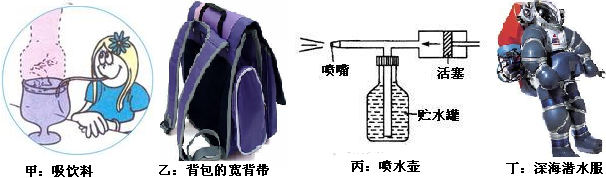 喷嘴
活塞
贮水罐
甲：吸饮料
乙：背包的宽背带
丙：喷水壶
丁：深海潜水服